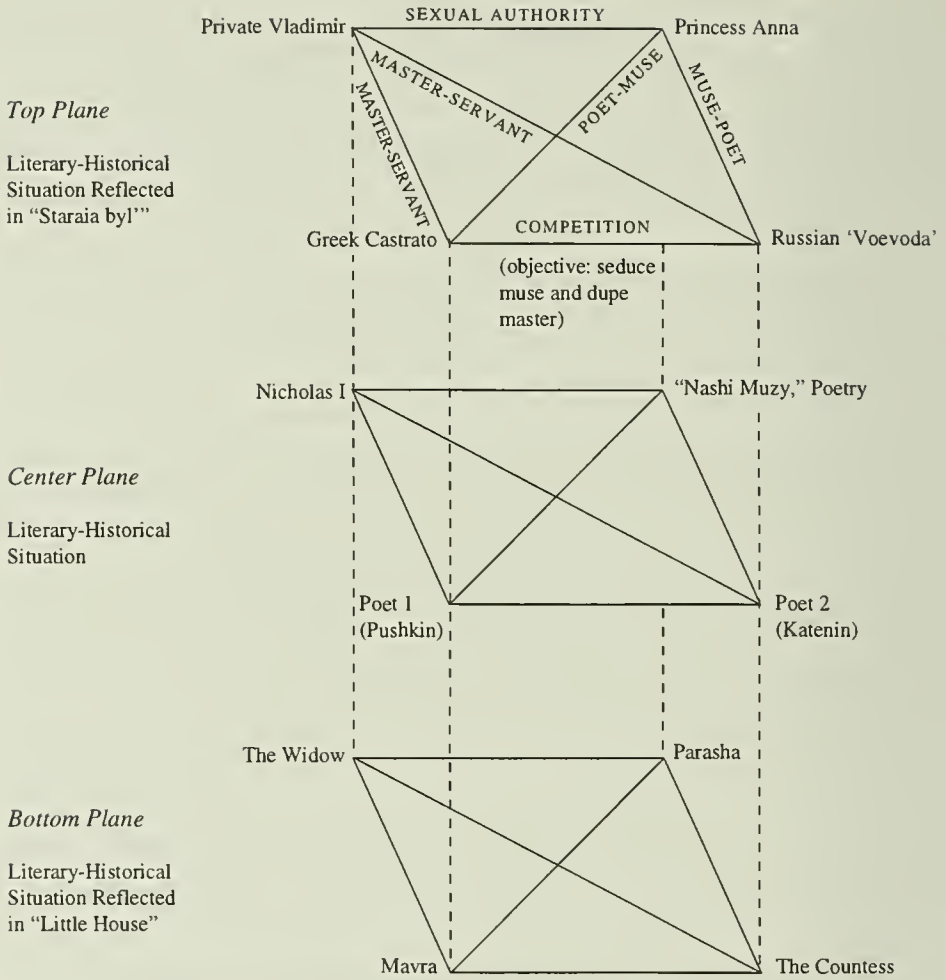 SEXUAL AUTHORITY
Private Vladimir
Princess Anna
MASTER-SERVANT
MASTER-SERVANT
POET-MUSE
MUSE-POET
Top Plane
Literary-Historical
Situation Reflected
in “Staraia byl’”
Greek Castrato
COMPETITION
Russian ‘Voevoda’
(objective: seduce
muse and dupe
master)
Nicholas I
“Nashi Muzy,” Poetry
Center Plane
Literary-Historical
Situation
Poet 1
(Pushkin)
Poet 2
(Katenin)
The Widow
Parasha
Bottom Plane
Literary-Historical
Situation Reflected
in “Little House”
Mavra
The Countess